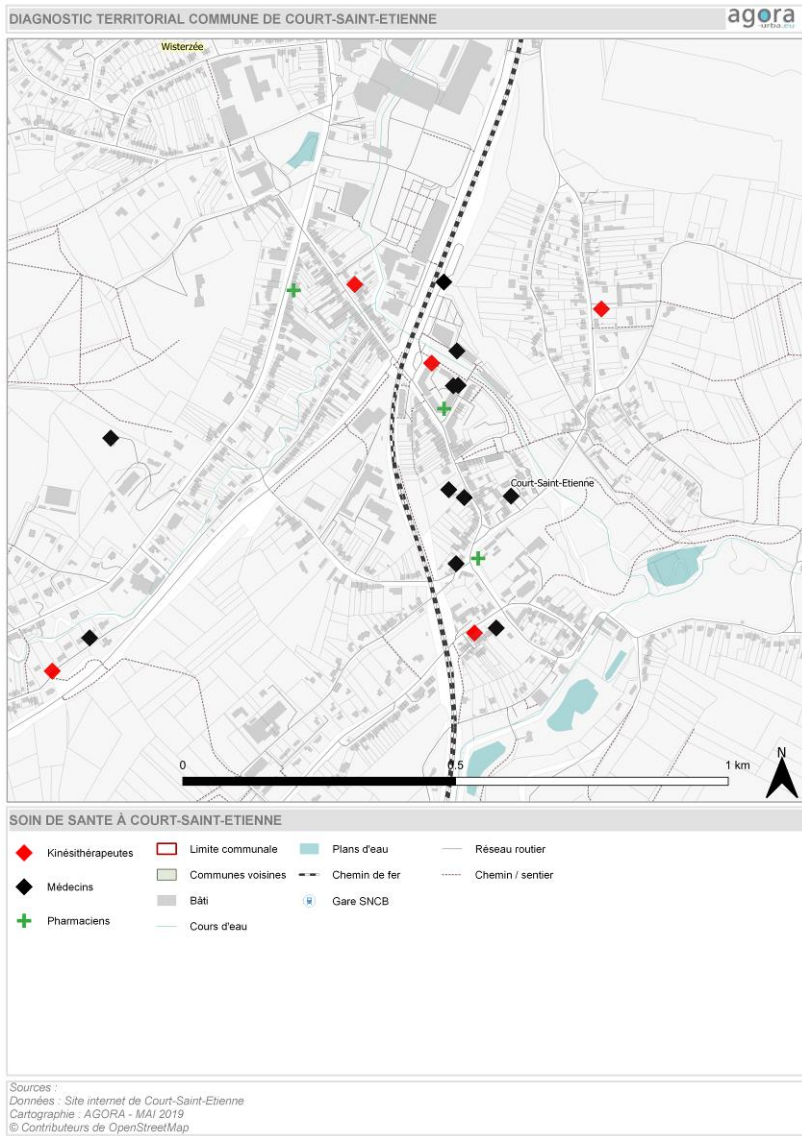 DIAGNOSTIC TERRITORIAL COMMUNE DE COURT-SAINT-ETIENNE
agora
-urba.eu
Wisterzée
Court-Saint-Etienne
0
0.5
1 km
N
SOIN DE SANTE À COURT-SAINT-ETIENNE
Kinésithérapeutes
Limite communale
Plans d'eau
Réseau routier
Médecins
Communes voisines
Chemin de fer
Chemin / sentier
Bâti
Gare SNCB
Pharmaciens
Cours d'eau
Sources :
Données : Site internet de Court-Saint-Etienne
Cartographie : AGORA - MAI 2019
© Contributeurs de OpenStreetMap